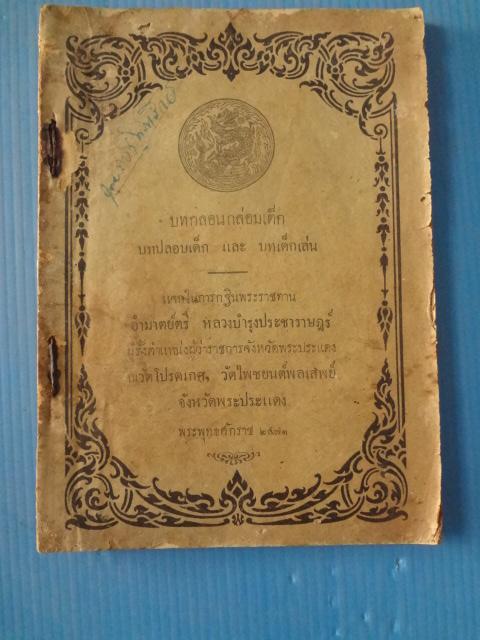 บทกลอนกล่อมเด็ก
บทปลอบเด็ก และ บทเด็กเล่น
แจกในการกฐินพระราชทาน
อำมาตย์ตรี หลวงบำรุงประชาราษฎร์
ผู้รั้งตำแหน่งผู้ว่าราชการจังหวัดพระประแดง
ณวัดโปรดเกศ, วัดไพชยนต์พลเสพย์
จังหวัดพระประแดง
พระพุทธศักราช ๒๔๗๑